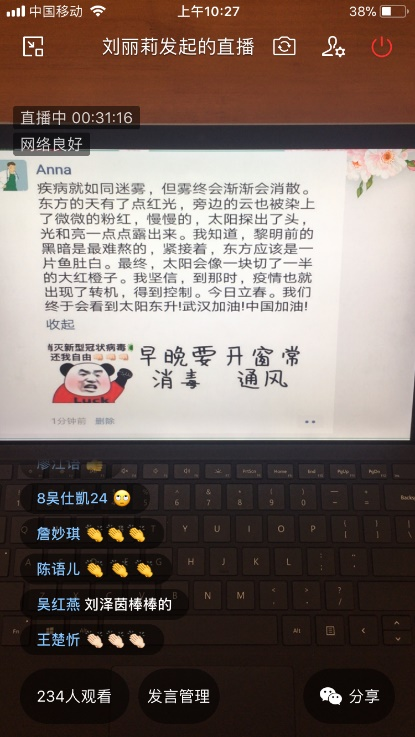 中国移动
上午10:27
38%
刘丽莉发起的直播
直播中 00:31:16
网络良好
Anna
疾病就如同迷雾，但雾终会渐渐会消散。
东方的天有了点红光，旁边的云也被染上
了微微的粉红，慢慢的，太阳探出了头，
光和亮一点点露出来。我知道，黎明前的
黑暗是最难熬的，紧接着，东方应该是一
片鱼肚白。最终，太阳会像一块切了一半
的大红橙子。我坚信，到那时，疫情也就
出现了转机，得到控制。今日立春。我们
终于会看到太阳东升!武汉加油!中国加油!
收起
灭新型冠状病毒
还我自由
Luck
早晚要开窗常
消毒 通风
1分钟前 删除
廖江语
Home
End
PgUp
PgDn
8吴仕凱24
詹妙琪
陈语儿
吴红燕 刘泽茵棒棒的
王楚忻
Y U I O P
G H J K L
B N M
Alt
Fn
234人观看
发言管理
分享